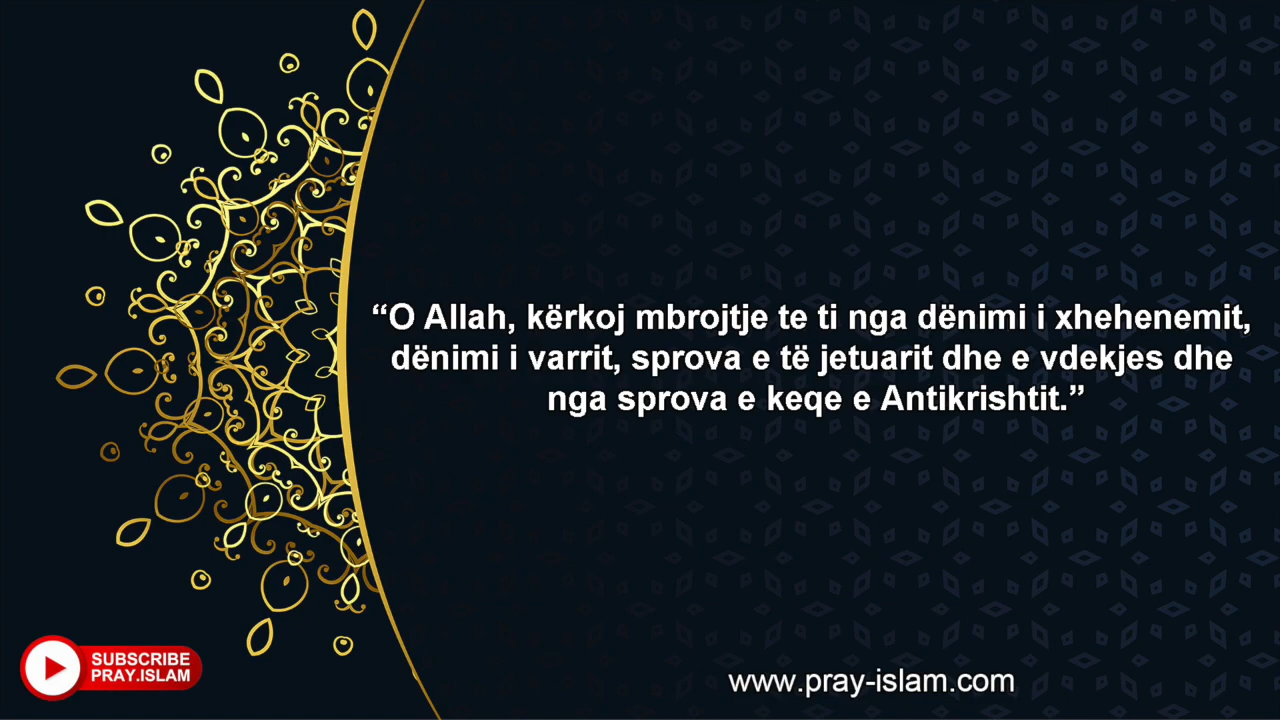 “O Allah, kërkoj mbrojtje te ti nga dënimi i xhehenemit,
dënimi i varrit, sprova e të jetuarit dhe e vdekjes dhe
nga sprova e keqe e Antikrishtit.”
SUBSCRIBE
PRAY.ISLAM
www.pray-islam.com